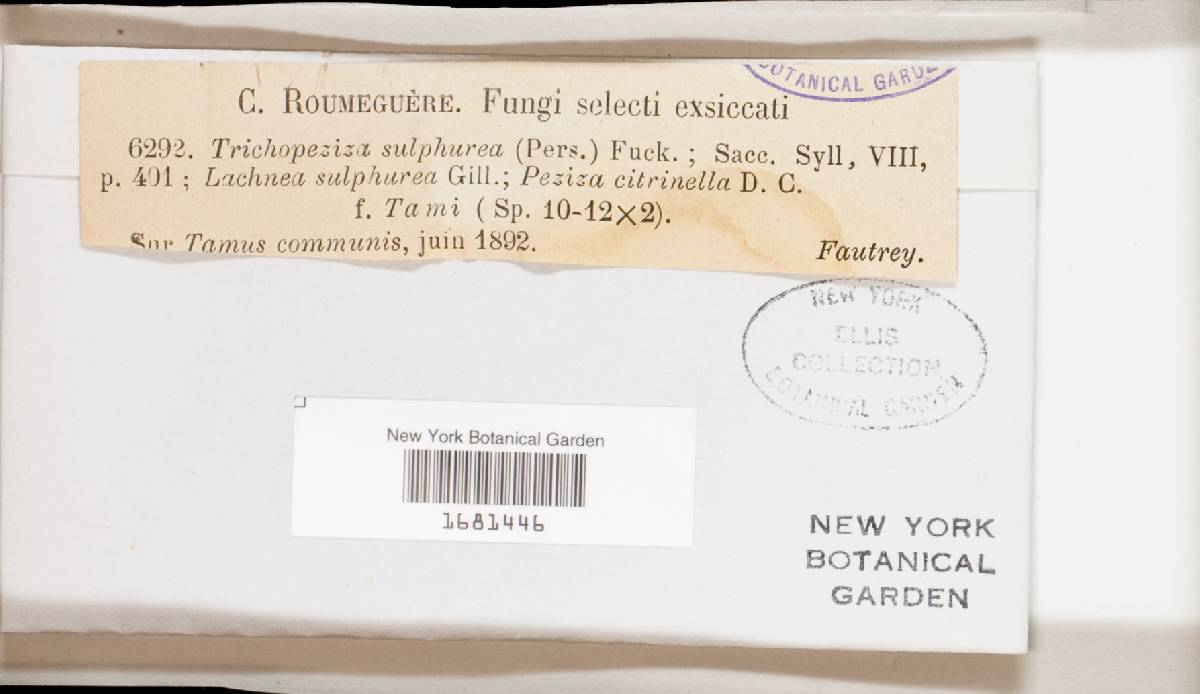 BOTANICAL GARDE
C. ROUMEGUÈRE. Fungi selecti exsiccati
6292. Trichopeziza sulphurea (Pers.) Fuck. ; Sacc. Syll, VIII,
p. 401 ; Lachnea sulphurea Gill.; Peziza citrinella D. C.
f. Tami ( Sp. 10-12×2).
Sur Tamus communis, juin 1892. Fautrey.
NEW YORK
ELLIS
COLLECTION
BOTANICAL GARDEN
New York Botanical Garden
1681446
NEW YORK
BOTANICAL
GARDEN